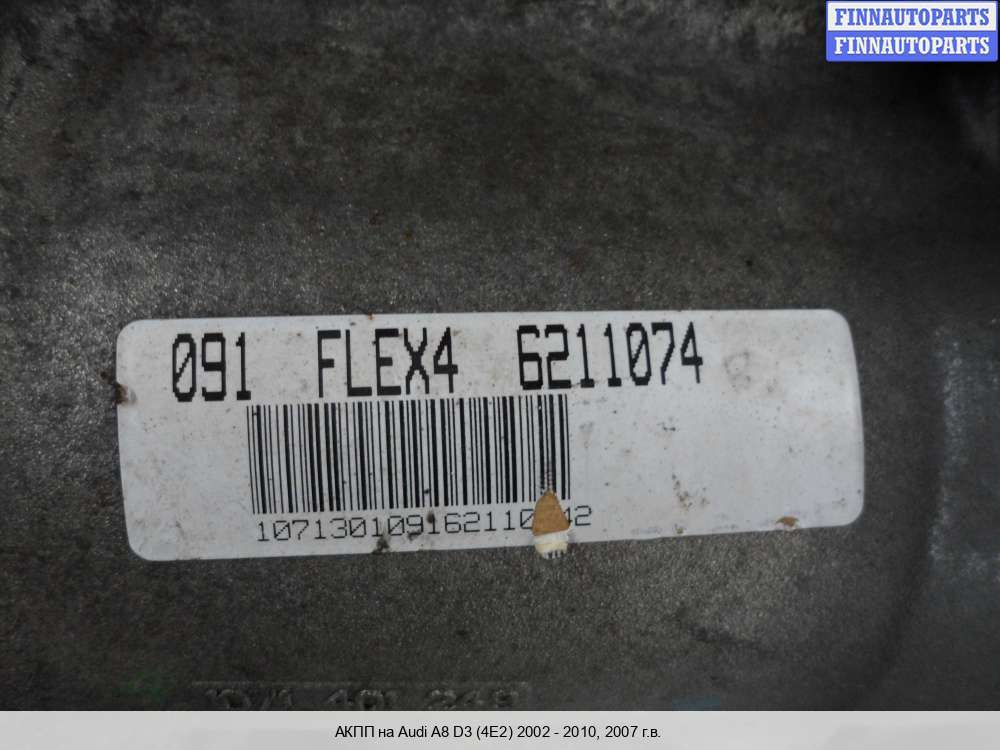 FINNAUTOPARTS
FINNAUTOPARTS
091 FLEX4 6211074
АКПП на Audi A8 D3 (4E2) 2002 - 2010, 2007 г.в.